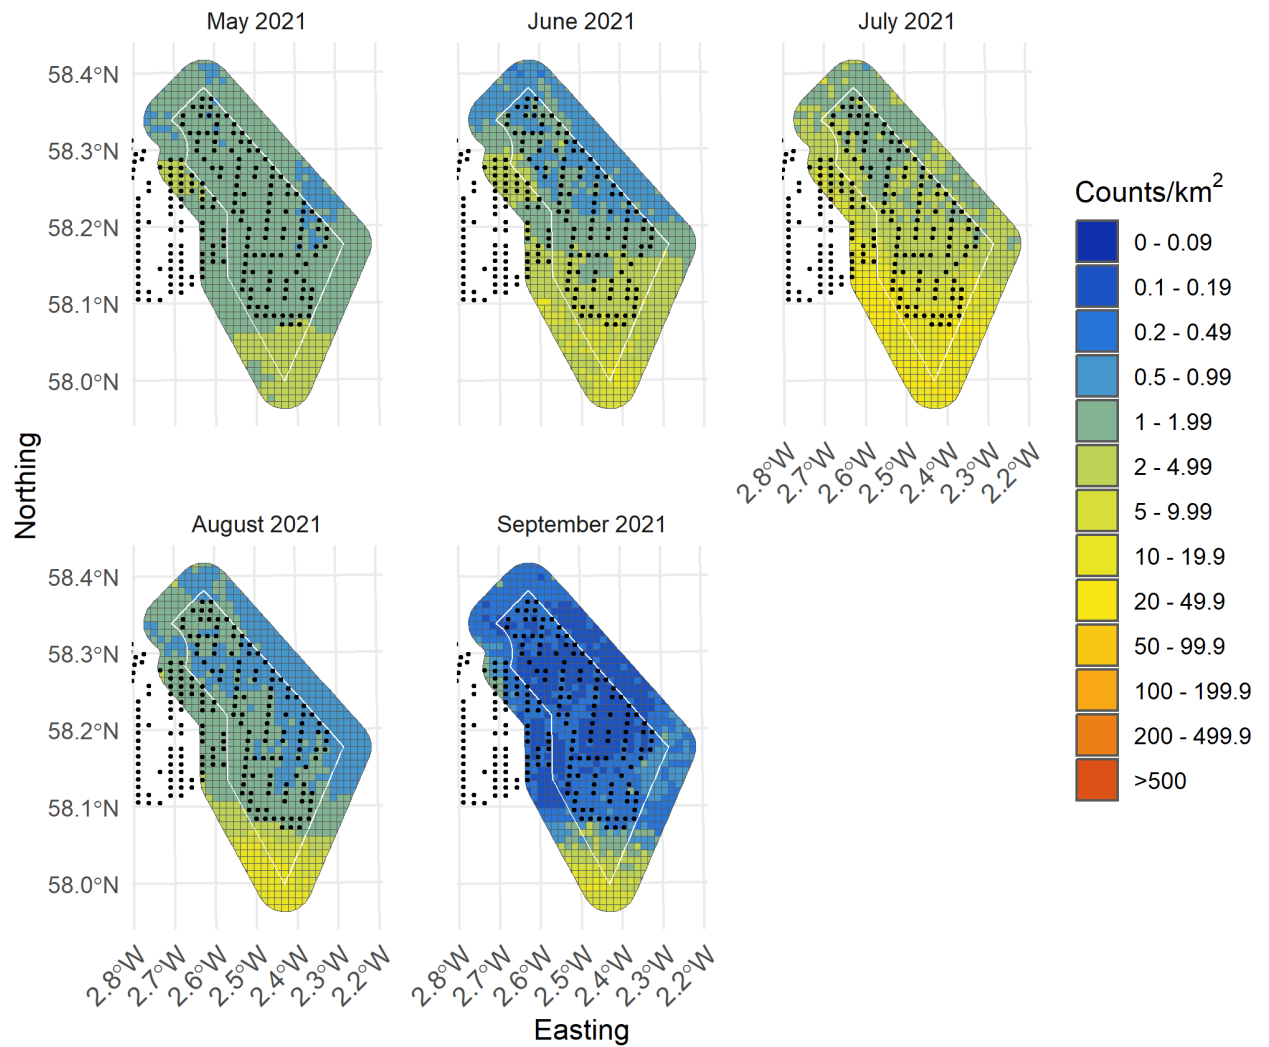 May 2021
June 2021
July 2021
58.4°N
58.3°N
58.2°N
58.1°N
58.0°N
2.8°W
2.7°W
2.6°W
2.5°W
2.4°W
2.3°W
2.2°W
Northing
August 2021
September 2021
58.4°N
58.3°N
58.2°N
58.1°N
58.0°N
2.8°W
2.7°W
2.6°W
2.5°W
2.4°W
2.3°W
2.2°W
2.8°W
2.7°W
2.6°W
2.5°W
2.4°W
2.3°W
2.2°W
Easting
Counts/km²
0 - 0.09
0.1 - 0.19
0.2 - 0.49
0.5 - 0.99
1 - 1.99
2 - 4.99
5 - 9.99
10 - 19.9
20 - 49.9
50 - 99.9
100 - 199.9
200 - 499.9
>500